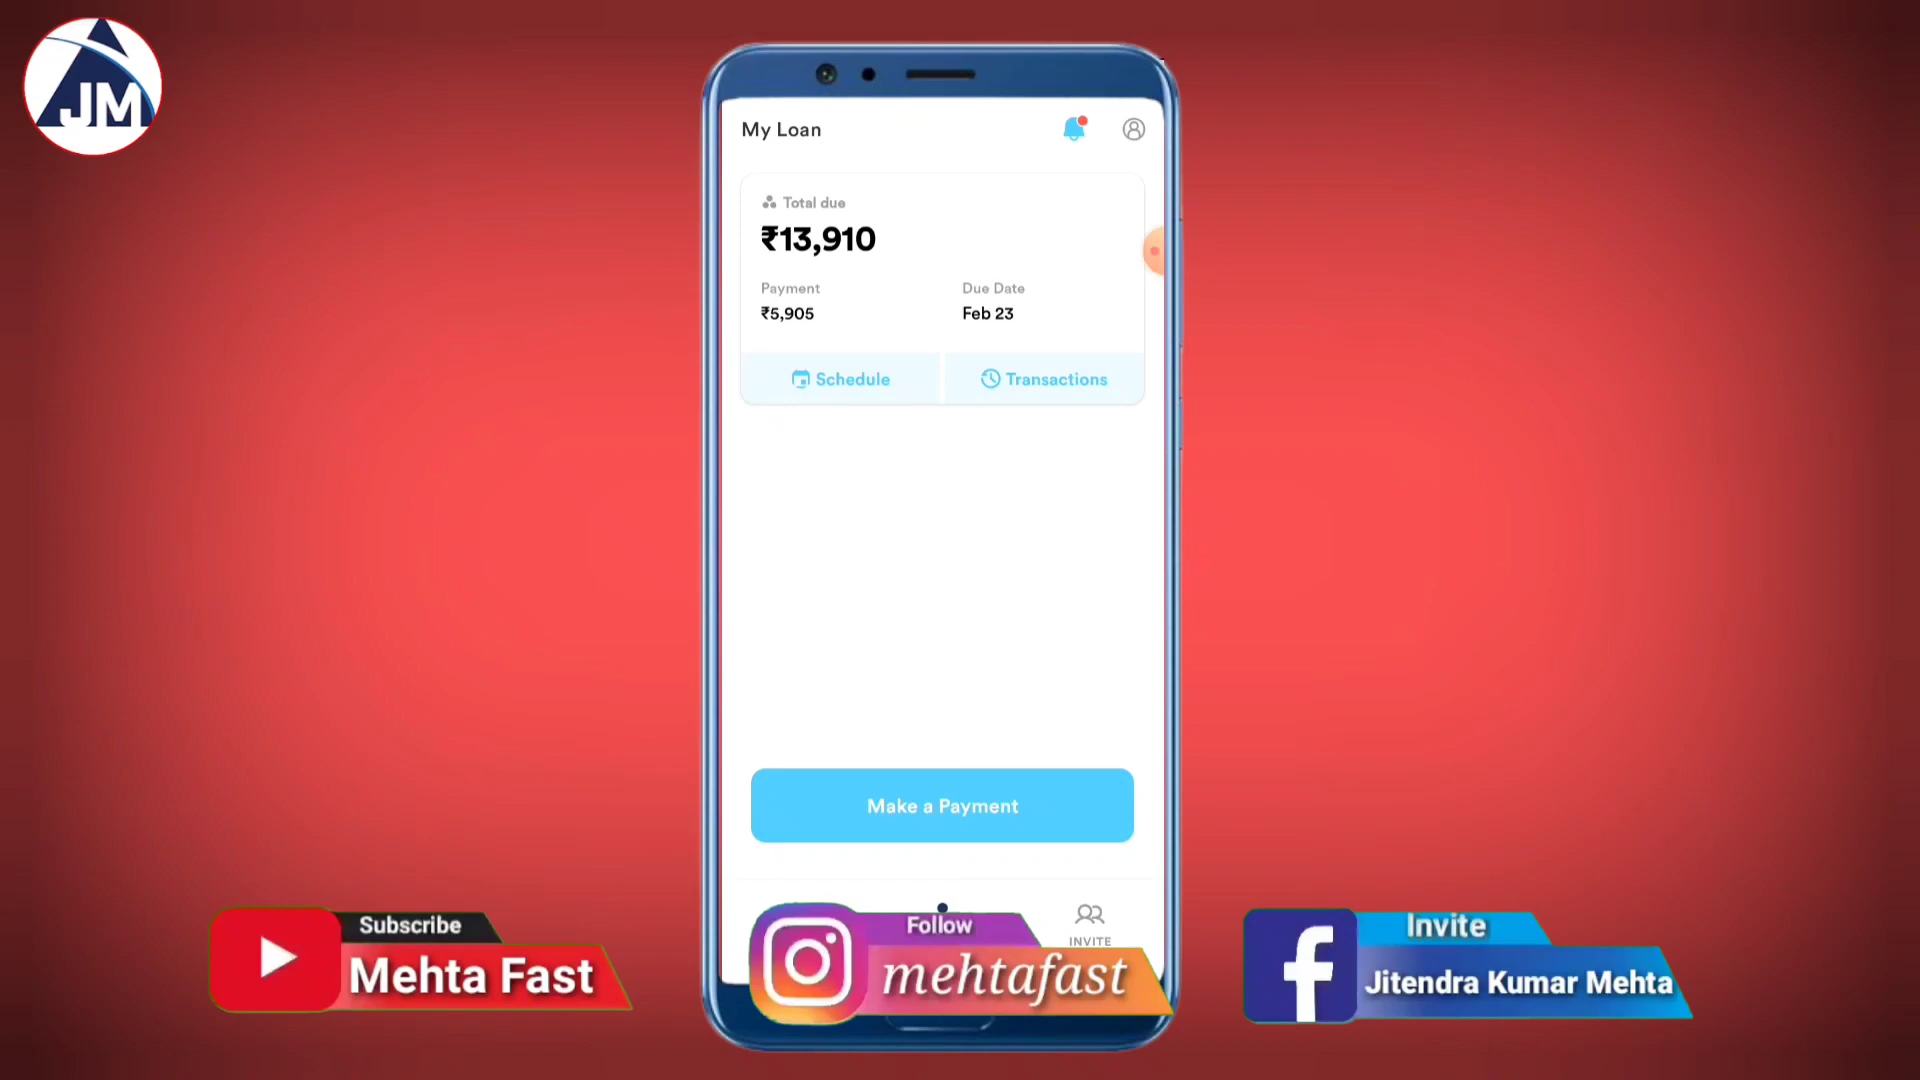 JM
My Loan
Total due
₹13,910
Payment
Due Date
₹5,905
Feb 23
Schedule
Transactions
Make a Payment
INVITE
Subscribe
Mehta Fast
Follow
mehtafast
Invite
Jitendra Kumar Mehta